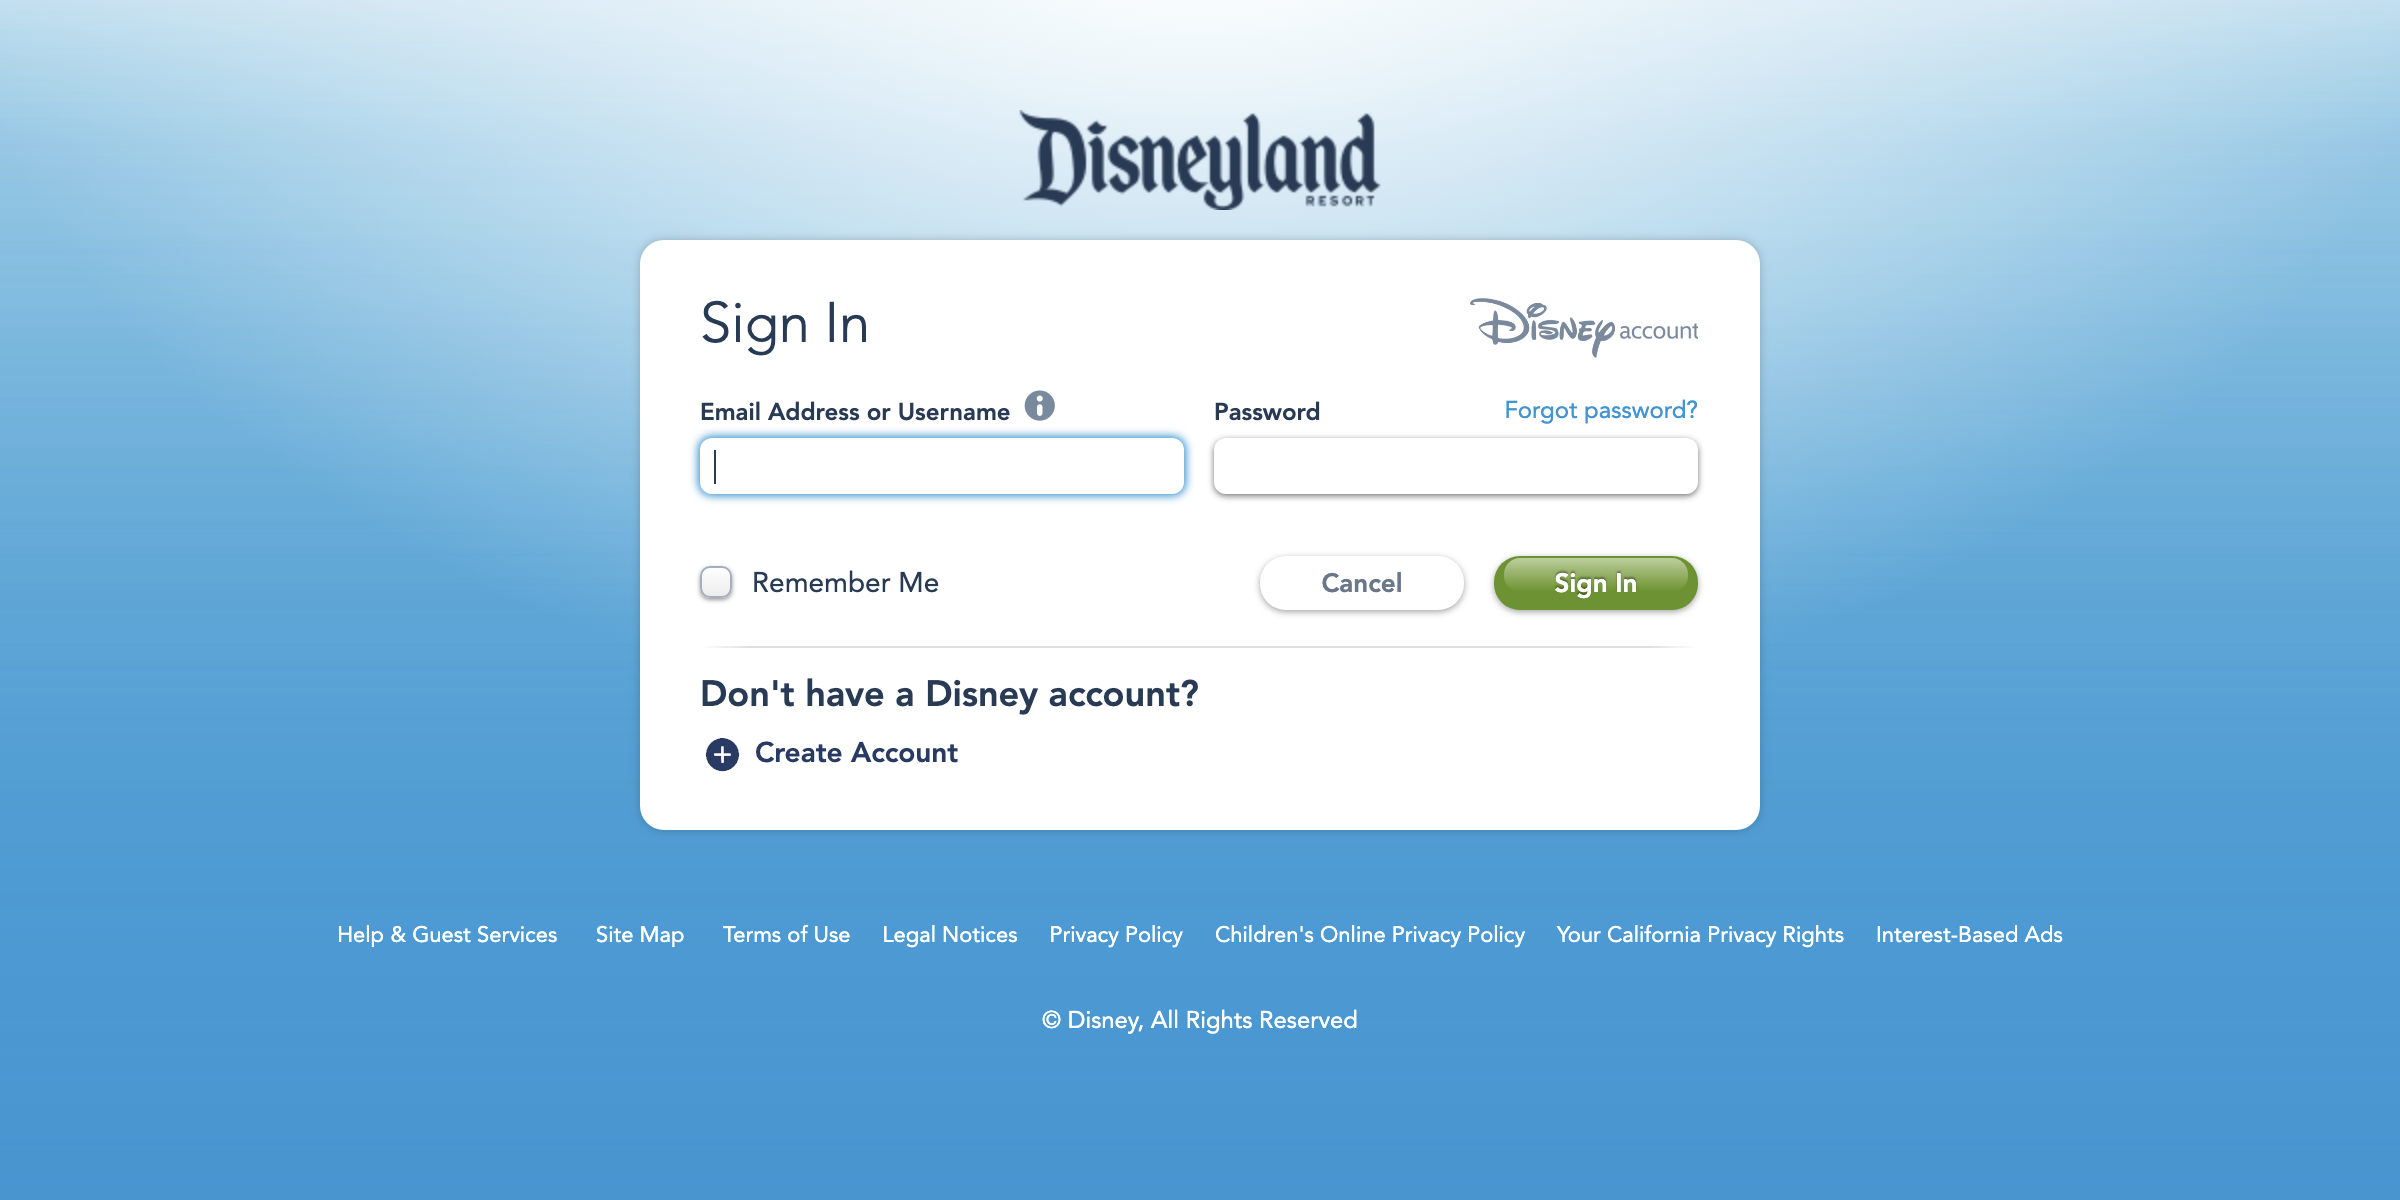 Disneyland
RESORT
Sign In
Disney account
Email Address or Username
Password
Forgot password?
Remember Me
Cancel
Sign In
Don't have a Disney account?
Create Account
Help & Guest Services Site Map Terms of Use Legal Notices Privacy Policy Children's Online Privacy Policy Your California Privacy Rights Interest-Based Ads
© Disney, All Rights Reserved